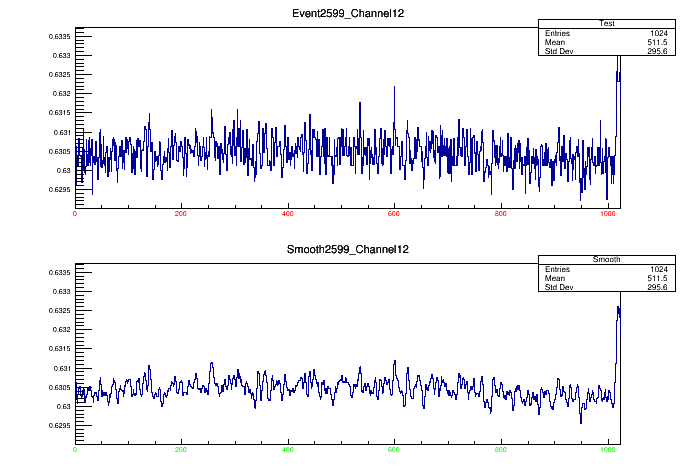 Event2599_Channel12
Test
Entries 1024
Mean 511.5
Std Dev 295.6
0.6335
0.633
0.6325
0.632
0.6315
0.631
0.6305
0.63
0.6295
0 200 400 600 800 1000
Smooth2599_Channel12
Smooth
Entries 1024
Mean 511.5
Std Dev 295.6
0.6335
0.633
0.6325
0.632
0.6315
0.631
0.6305
0.63
0.6295
0 200 400 600 800 1000